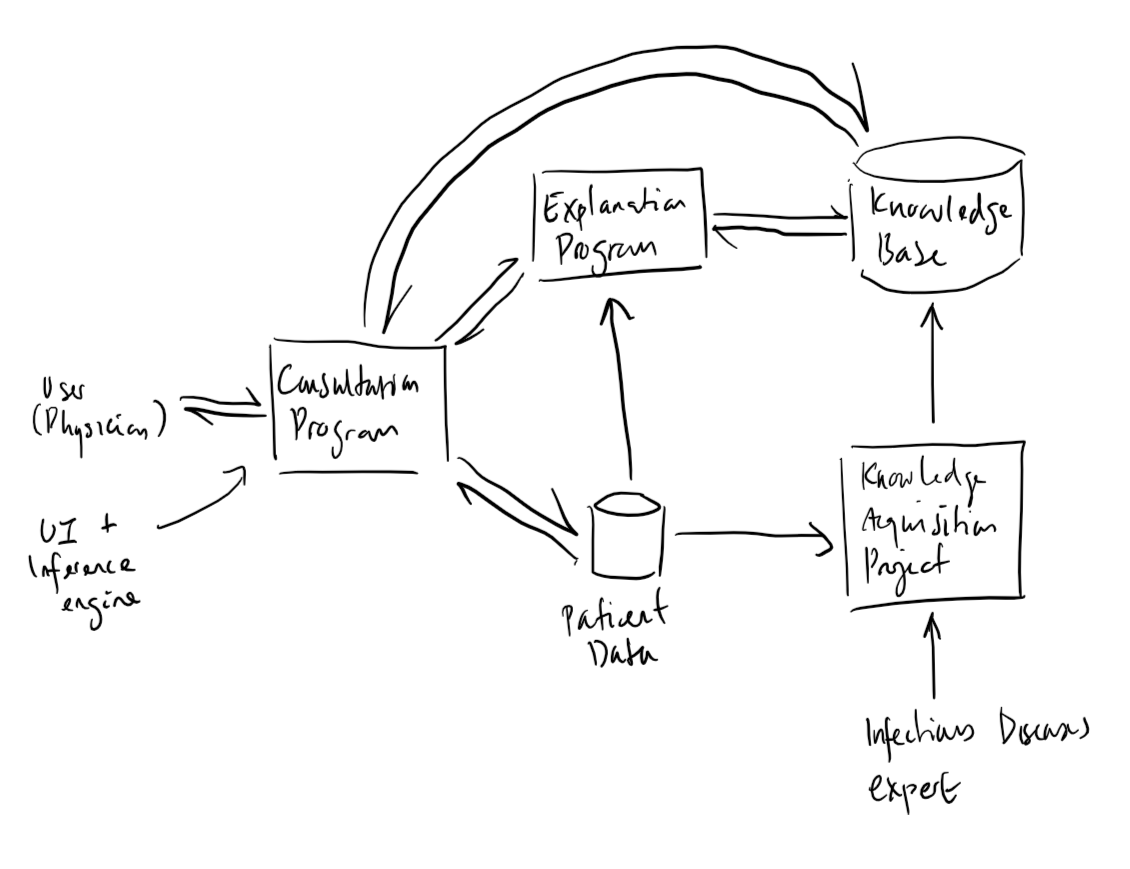 Explanation
Program
Knowledge
Base
Consultation
Program
User
(Physician)
UI +
Inference
engine
Patient
Data
Knowledge
Acquisition
Project
Infectious Diseases
expert